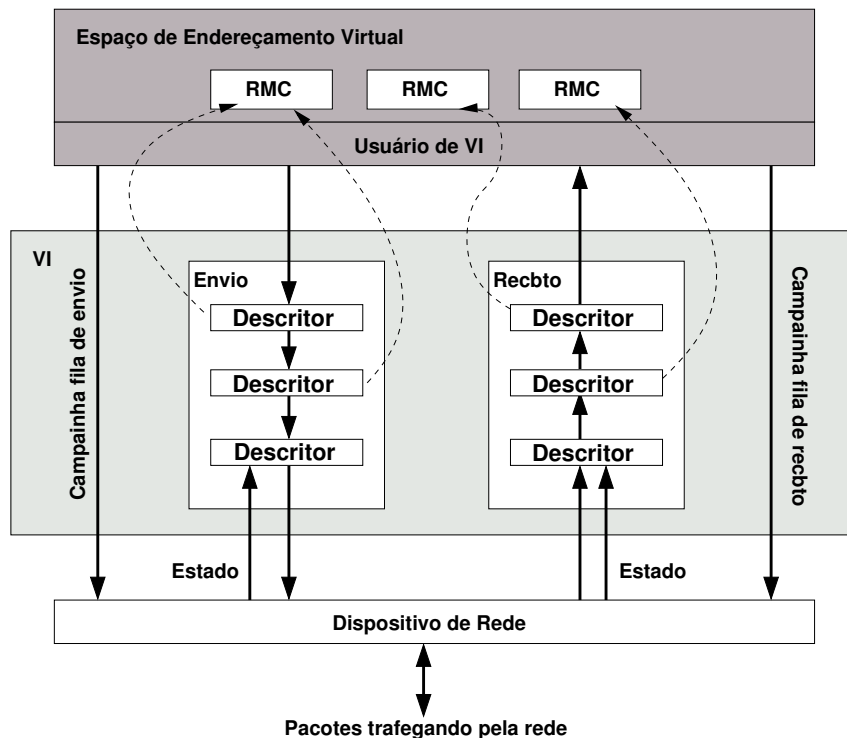 Espaço de Endereçamento Virtual
RMC
RMC
RMC
Usuário de VI
VI
Campainha fila de envio
Envio
Descritor
Descritor
Descritor
Recbto
Descritor
Descritor
Descritor
Campainha fila de recbto
Estado
Estado
Dispositivo de Rede
Pacotes trafegando pela rede